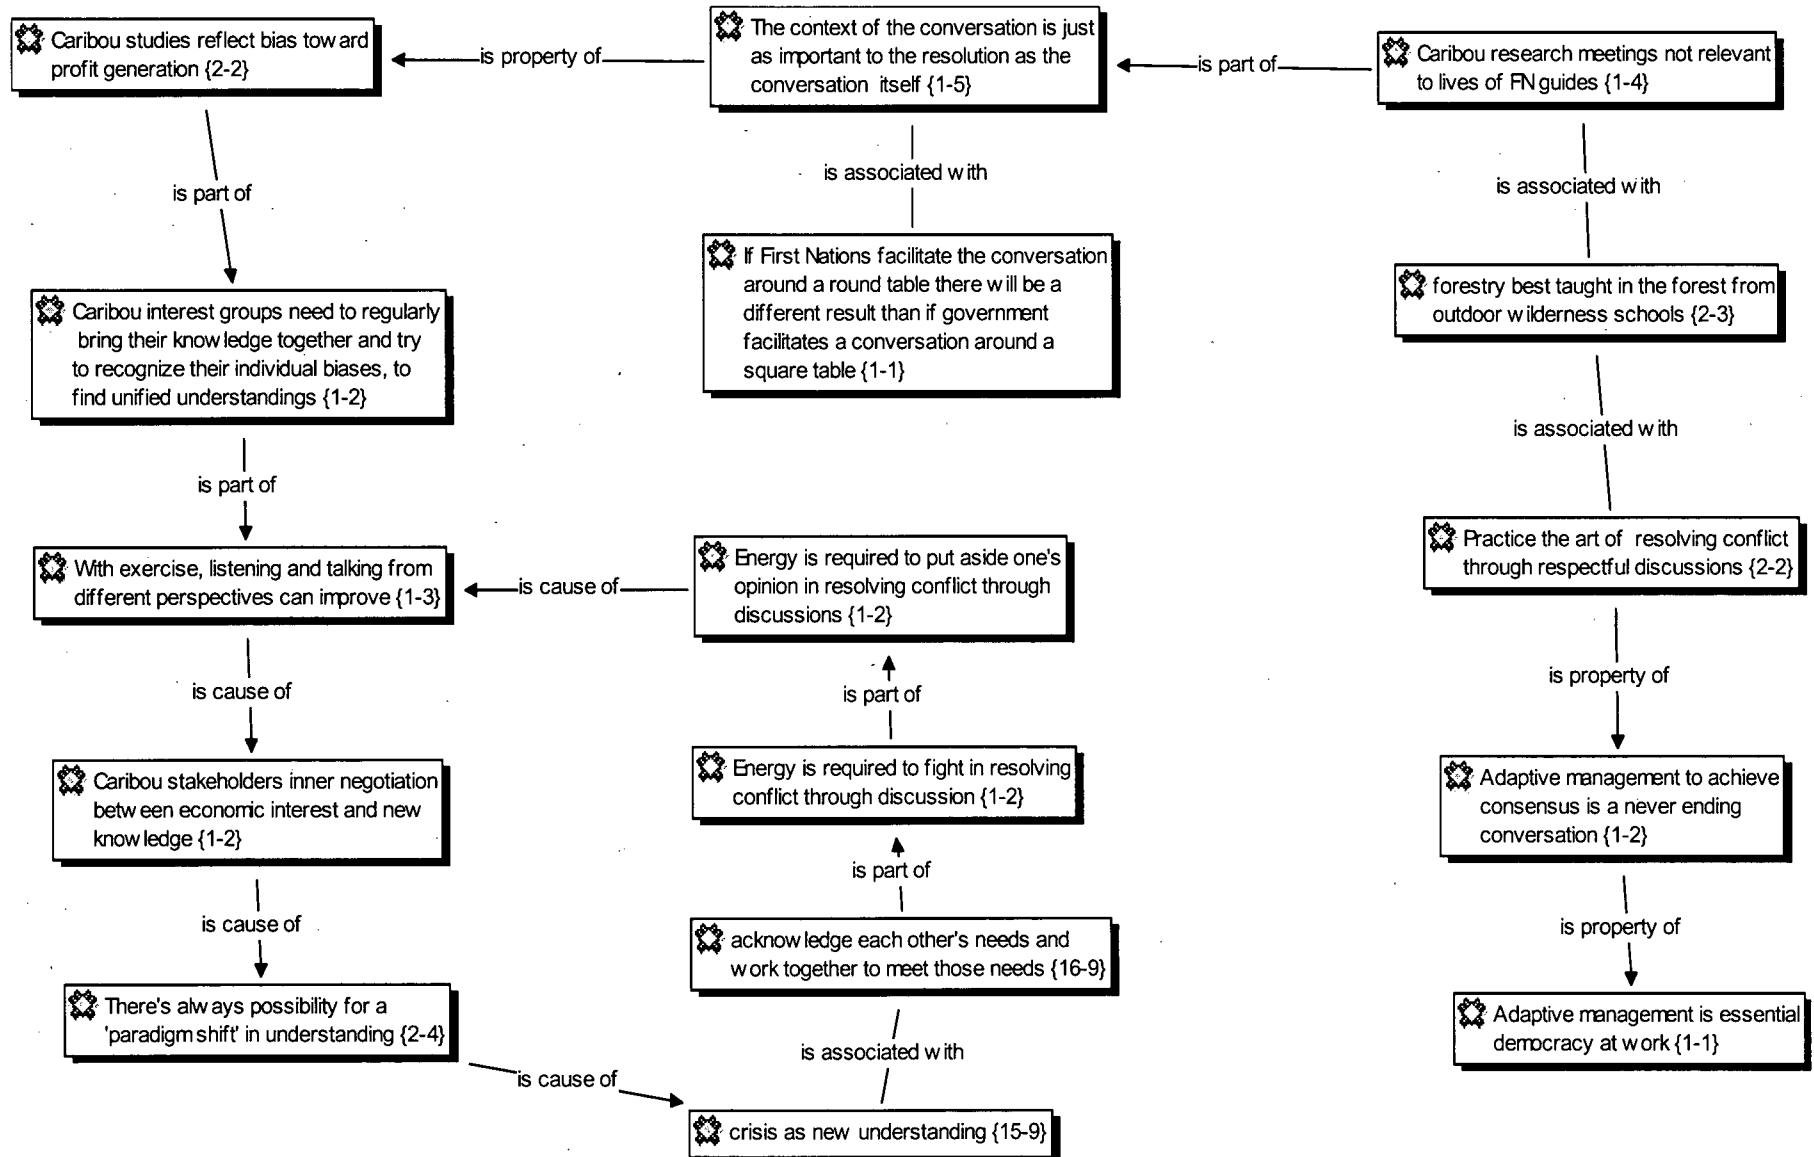 Caribou studies reflect bias toward
profit generation {2-2}
is property of
The context of the conversation is just
as important to the resolution as the
conversation itself {1-5}
is part of
Caribou research meetings not relevant
to lives of FN guides {1-4}
is part of
is associated with
is associated with
Caribou interest groups need to regularly
bring their knowledge together and try
to recognize their individual biases, to
find unified understandings {1-2}
If First Nations facilitate the conversation
around a round table there will be a
different result than if government
facilitates a conversation around a
square table {1-1}
forestry best taught in the forest from
outdoor wilderness schools {2-3}
is part of
is associated with
With exercise, listening and talking from
different perspectives can improve {1-3}
is cause of
Energy is required to put aside one's
opinion in resolving conflict through
discussions {1-2}
Practice the art of resolving conflict
through respectful discussions {2-2}
is cause of
is part of
is property of
Caribou stakeholders inner negotiation
between economic interest and new
knowledge {1-2}
Energy is required to fight in resolving
conflict through discussion {1-2}
Adaptive management to achieve
consensus is a never ending
conversation {1-2}
is cause of
is part of
is property of
There's always possibility for a
'paradigm shift' in understanding {2-4}
acknowledge each other's needs and
work together to meet those needs {16-9}
Adaptive management is essential
democracy at work {1-1}
is cause of
is associated with
crisis as new understanding {15-9}